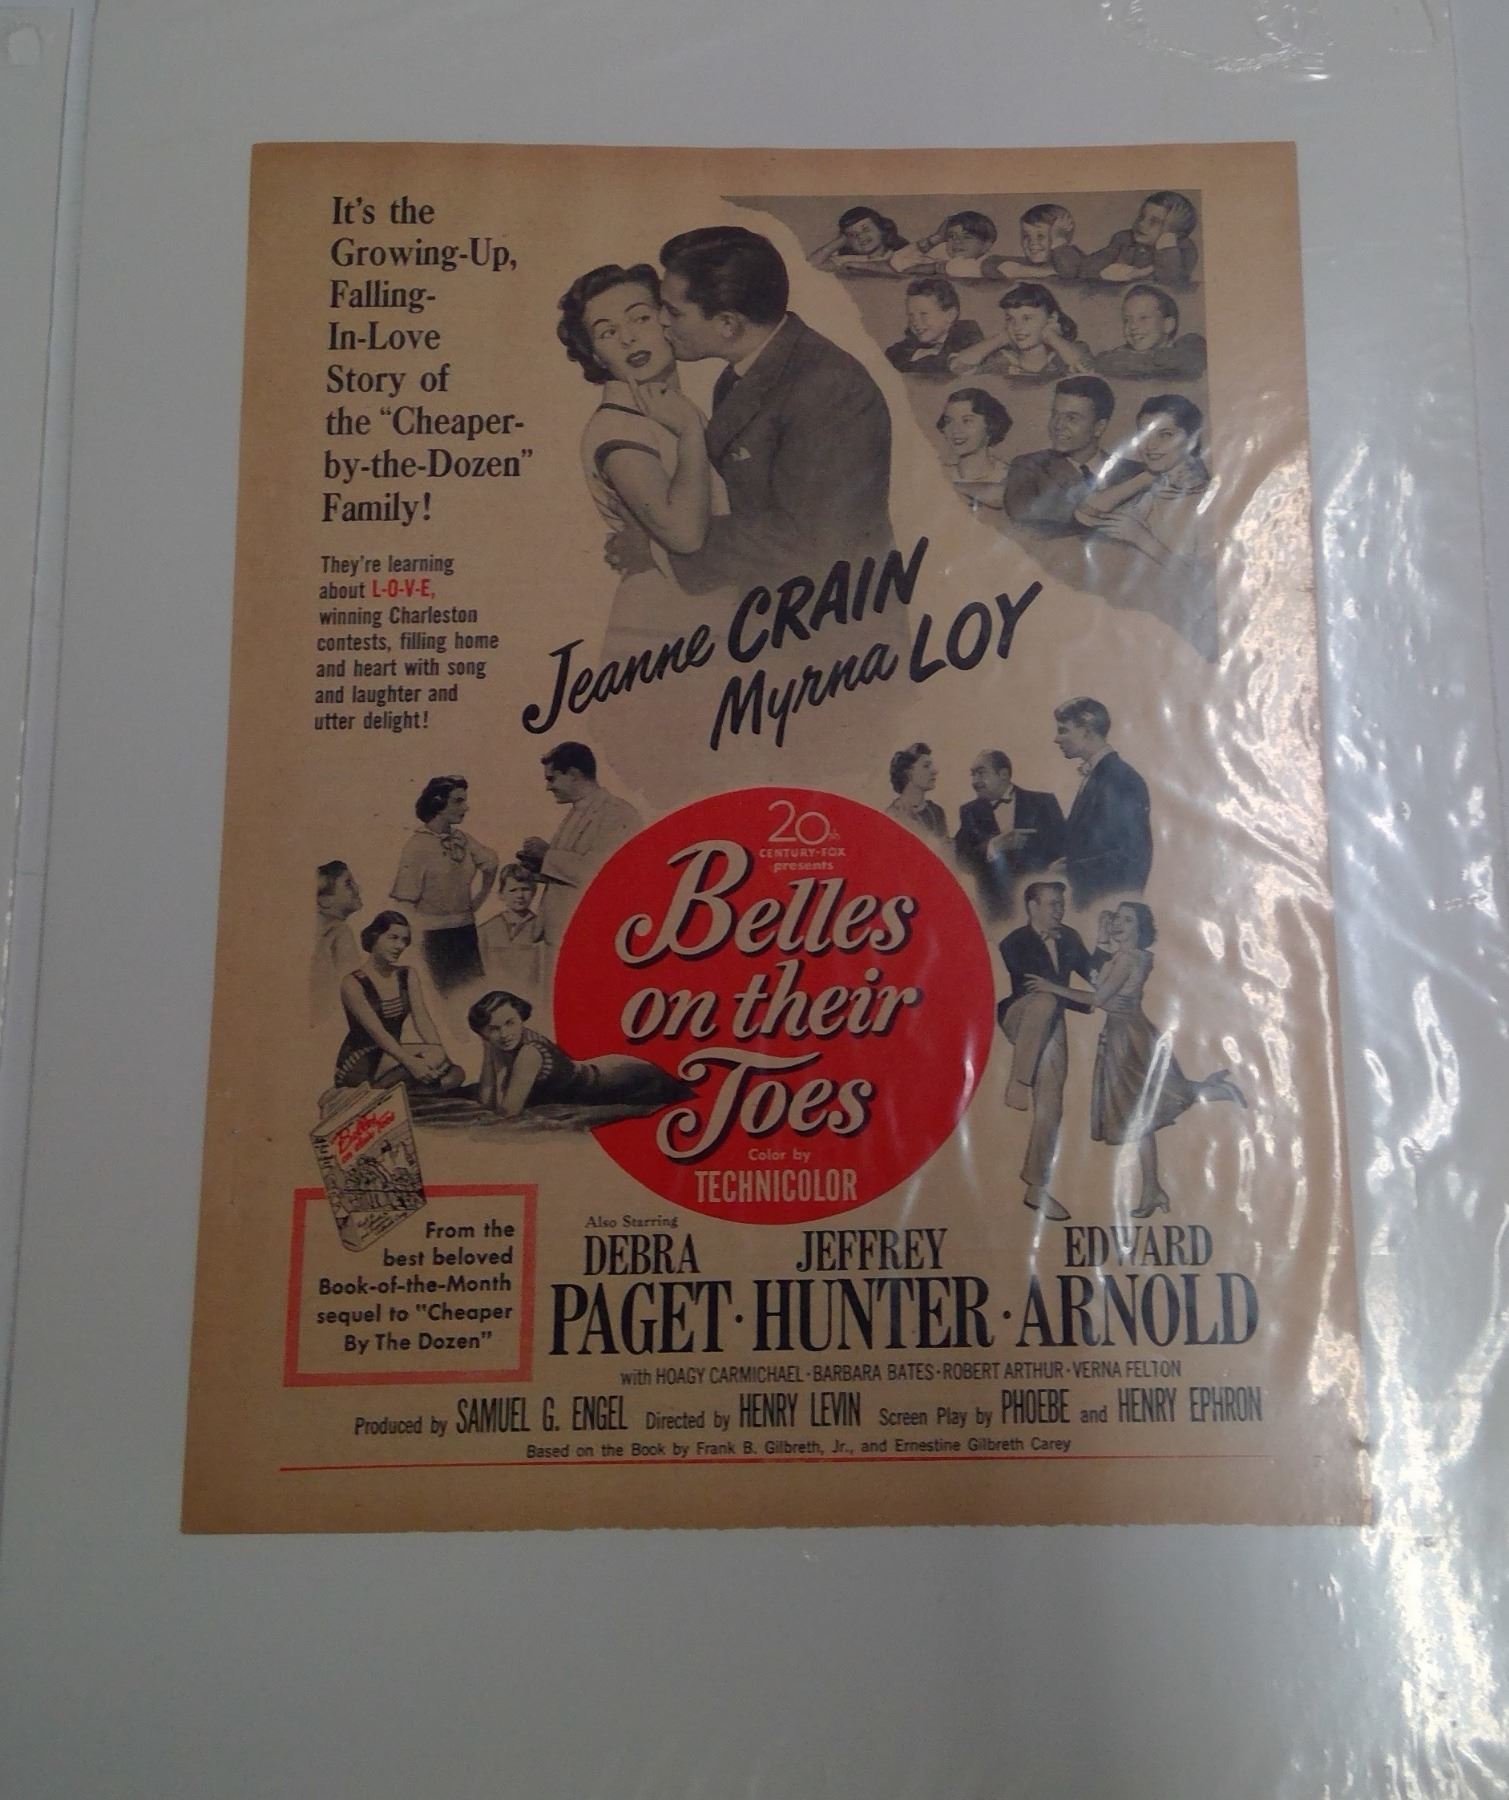 It's the
Growing-Up,
Falling-
In-Love
Story of
the "Cheaper-
by-the-Dozen"
Family!
They're learning
about L-O-V-E,
winning Charleston
contests, filling home
and heart with song
and laughter and
utter delight!
Jeanne CRAIN
Myrna LOY
20th
CENTURY-FOX
presents
Belles
on their
Toes
Color by
TECHNICOLOR
Belles
on their Toes
From the
best beloved
Book-of-the-Month
sequel to "Cheaper
By The Dozen"
Also Starring
DEBRA JEFFREY EDWARD
PAGET · HUNTER · ARNOLD
with HOAGY CARMICHAEL · BARBARA BATES · ROBERT ARTHUR · VERNA FELTON
Produced by SAMUEL G. ENGEL Directed by HENRY LEVIN Screen Play by PHOEBE and HENRY EPHRON
Based on the Book by Frank B. Gilbreth, Jr., and Ernestine Gilbreth Carey